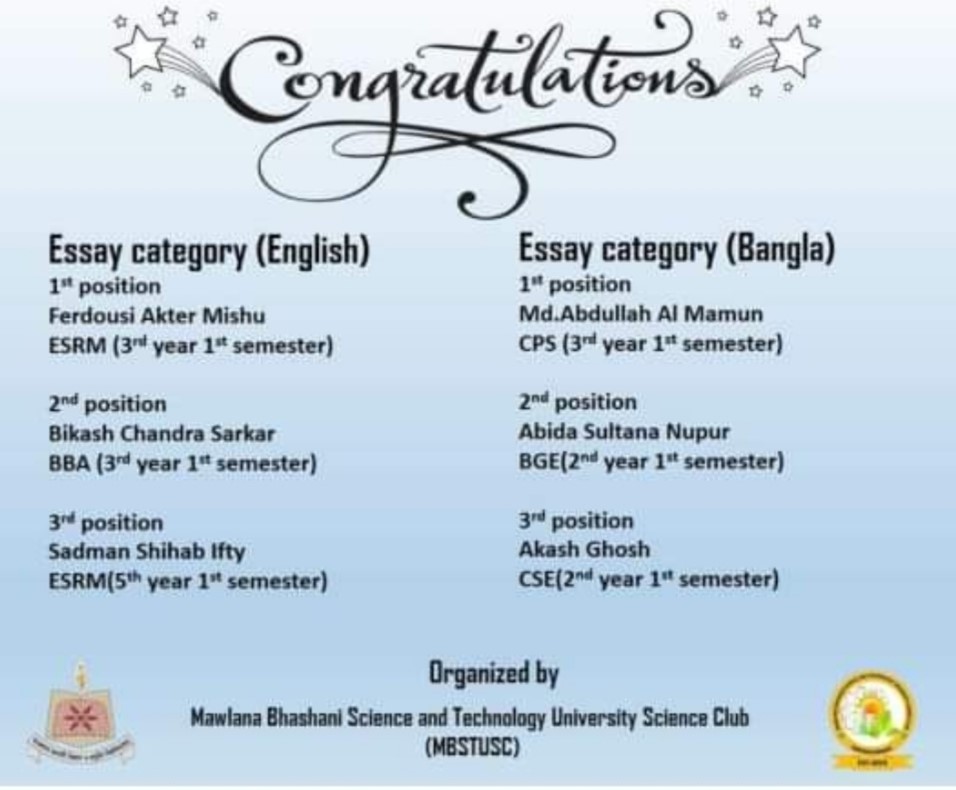 Congratulations
Essay category (English)
1st position
Ferdousi Akter Mishu
ESRM (3rd year 1st semester)
2nd position
Bikash Chandra Sarkar
BBA (3rd year 1st semester)
3rd position
Sadman Shihab Ifty
ESRM(5th year 1st semester)
Essay category (Bangla)
1st position
Md.Abdullah Al Mamun
CPS (3rd year 1st semester)
2nd position
Abida Sultana Nupur
BGE(2nd year 1st semester)
3rd position
Akash Ghosh
CSE(2nd year 1st semester)
Organized by
Mawlana Bhashani Science and Technology University Science Club
(MBSTUSC)